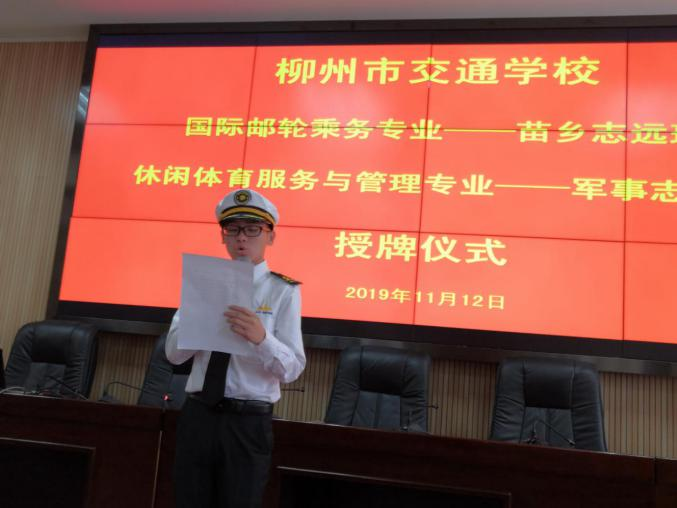 柳州市交通学校
国际邮轮乘务专业——苗乡志远
休闲体育服务与管理专业——军事志
授牌仪式
2019年11月12日